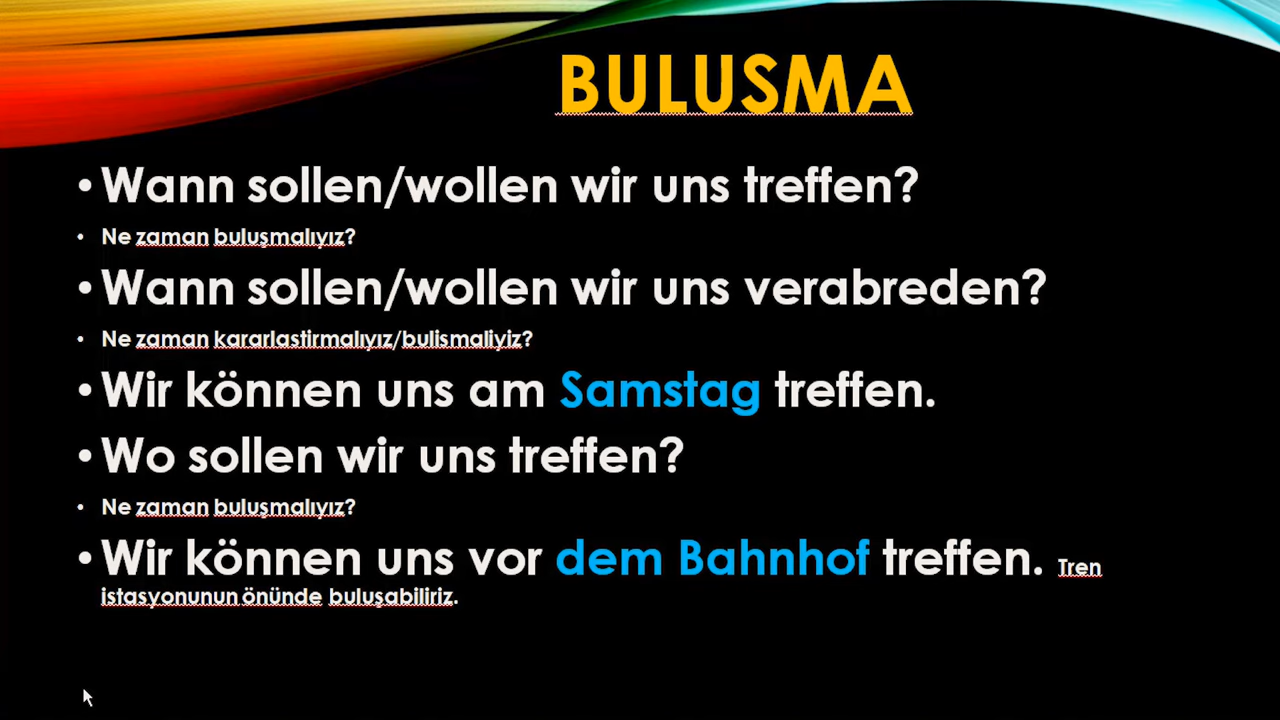 BULUSMA
• Wann sollen/wollen wir uns treffen?
• Ne zaman buluşmalıyız?
• Wann sollen/wollen wir uns verabreden?
• Ne zaman kararlastirmalıyız/bulismaliyiz?
• Wir können uns am Samstag treffen.
• Wo sollen wir uns treffen?
• Ne zaman buluşmalıyız?
• Wir können uns vor dem Bahnhof treffen. Tren
istasyonunun önünde buluşabiliriz.